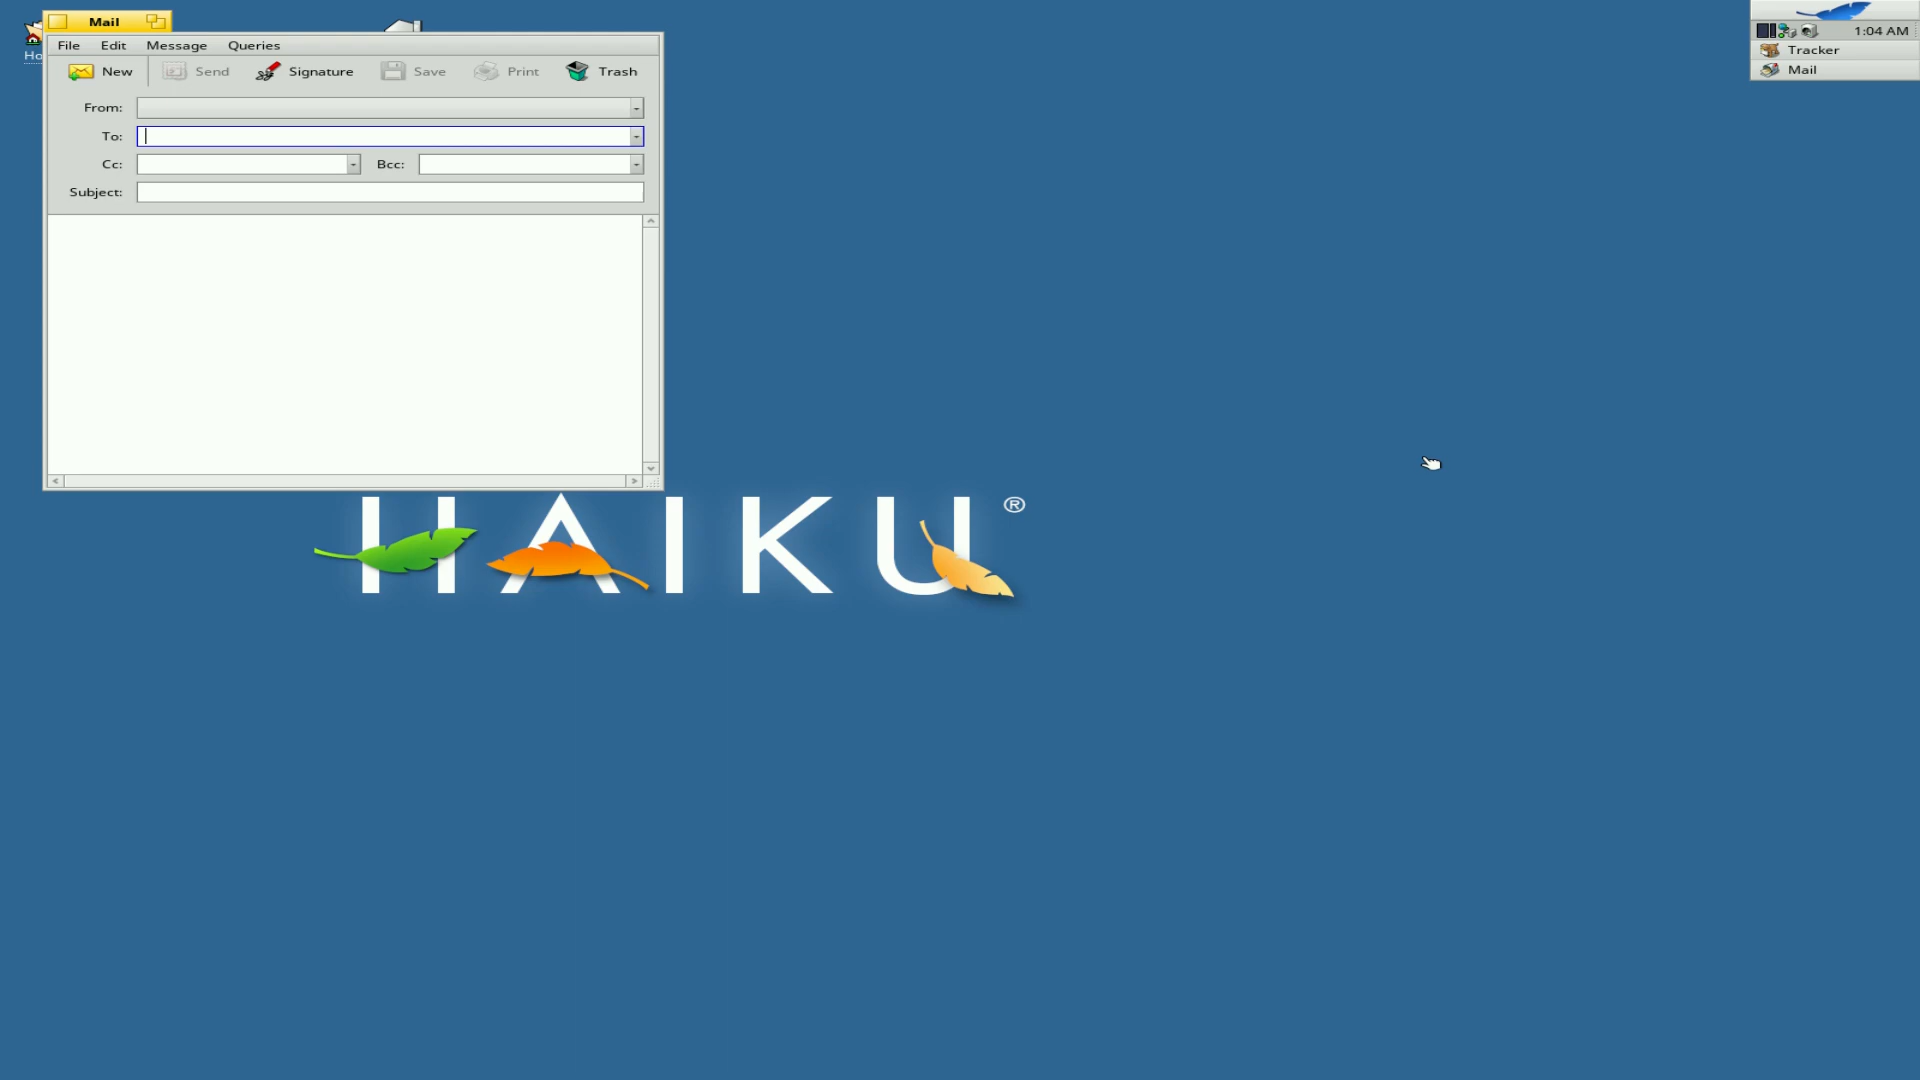 Mail
File Edit Message Queries
New Send Signature Save Print Trash
From:
To:
Cc: Bcc:
Subject:
Ho
HAIKU®
1:04 AM
Tracker
Mail